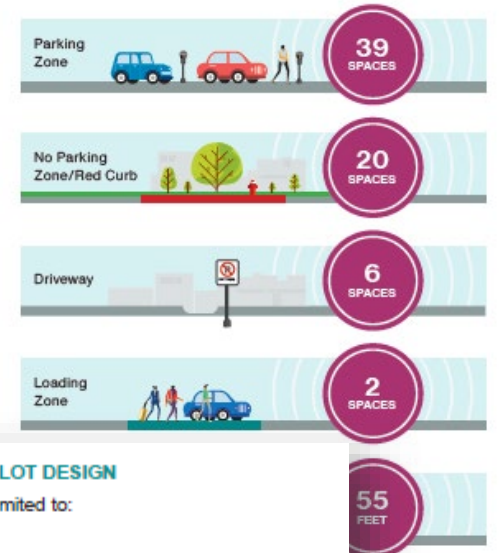 Parking
Zone
39
SPACES
No Parking
Zone/Red Curb
20
SPACES
Driveway
6
SPACES
Loading
Zone
2
SPACES
LOT DESIGN
mited to:
55
FEET